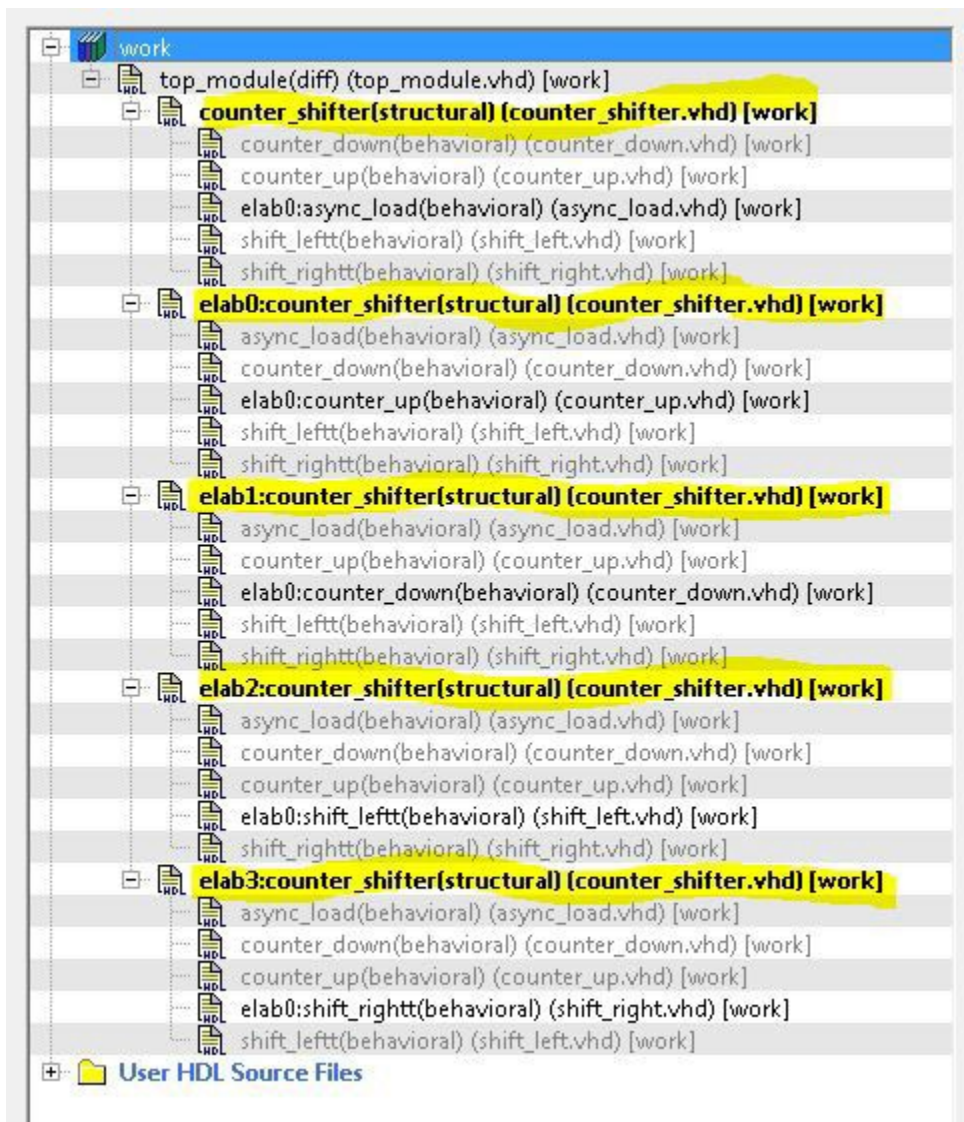 work
top_module(diff) (top_module.vhd) [work]
counter_shifter(structural) (counter_shifter.vhd) [work]
counter_down(behavioral) (counter_down.vhd) [work]
counter_up(behavioral) (counter_up.vhd) [work]
elab0:async_load(behavioral) (async_load.vhd) [work]
shift_leftt(behavioral) (shift_left.vhd) [work]
shift_rightt(behavioral) (shift_right.vhd) [work]
elab0:counter_shifter(structural) (counter_shifter.vhd) [work]
async_load(behavioral) (async_load.vhd) [work]
counter_down(behavioral) (counter_down.vhd) [work]
elab0:counter_up(behavioral) (counter_up.vhd) [work]
shift_leftt(behavioral) (shift_left.vhd) [work]
shift_rightt(behavioral) (shift_right.vhd) [work]
elab1:counter_shifter(structural) (counter_shifter.vhd) [work]
async_load(behavioral) (async_load.vhd) [work]
counter_up(behavioral) (counter_up.vhd) [work]
elab0:counter_down(behavioral) (counter_down.vhd) [work]
shift_leftt(behavioral) (shift_left.vhd) [work]
shift_rightt(behavioral) (shift_right.vhd) [work]
elab2:counter_shifter(structural) (counter_shifter.vhd) [work]
async_load(behavioral) (async_load.vhd) [work]
counter_down(behavioral) (counter_down.vhd) [work]
counter_up(behavioral) (counter_up.vhd) [work]
elab0:shift_leftt(behavioral) (shift_left.vhd) [work]
shift_rightt(behavioral) (shift_right.vhd) [work]
elab3:counter_shifter(structural) (counter_shifter.vhd) [work]
async_load(behavioral) (async_load.vhd) [work]
counter_down(behavioral) (counter_down.vhd) [work]
counter_up(behavioral) (counter_up.vhd) [work]
elab0:shift_rightt(behavioral) (shift_right.vhd) [work]
shift_leftt(behavioral) (shift_left.vhd) [work]
User HDL Source Files